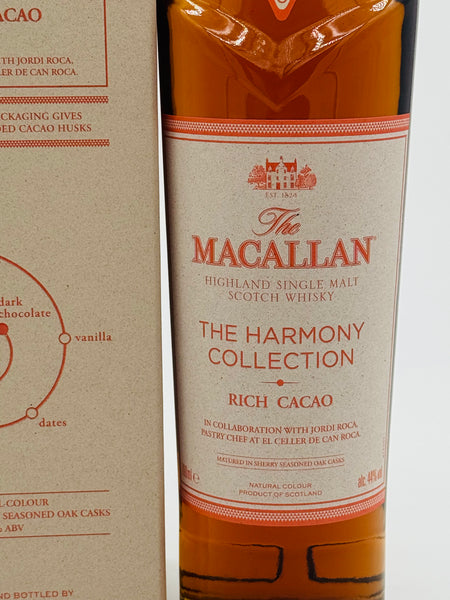 CACAO
TH JORDI ROCA,
CELLER DE CAN ROCA.
CKAGING GIVES
DED CACAO HUSKS
dark
chocolate
vanilla
dates
COLOUR
SEASONED OAK CASKS
% ABV
ND BOTTLED BY
EST. 1824
The
MACALLAN
HIGHLAND SINGLE MALT
SCOTCH WHISKY
THE HARMONY
COLLECTION
RICH CACAO
IN COLLABORATION WITH JORDI ROCA,
PASTRY CHEF AT EL CELLER DE CAN ROCA.
MATURED IN SHERRY SEASONED OAK CASKS
alc. 44% vol
NATURAL COLOUR
PRODUCT OF SCOTLAND